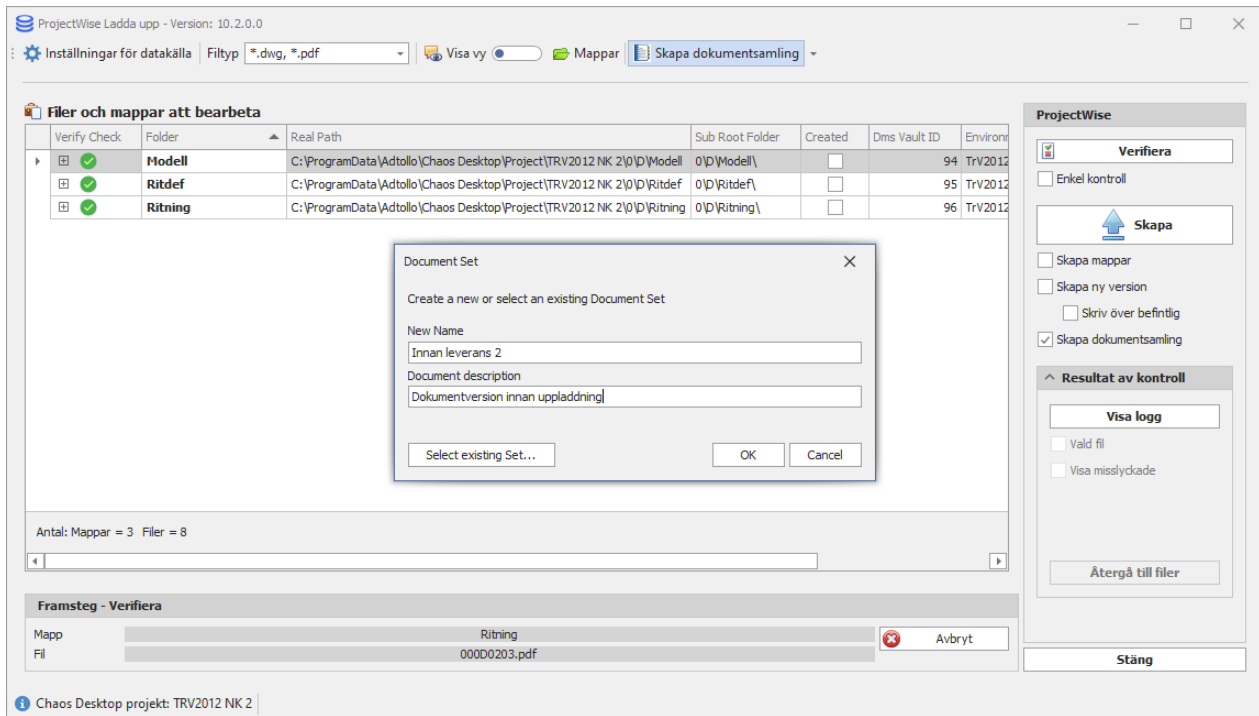 ProjectWise Ladda upp - Version: 10.2.0.0
Inställningar för datakälla Filtyp *.dwg, *.pdf Visa vy Mappar Skapa dokumentsamling
Filer och mappar att bearbeta
Verify Check Folder Real Path Sub Root Folder Created Dms Vault ID Environm
Modell C:\ProgramData\Adtollo\Chaos Desktop\Project\TRV2012 NK 2\0\D\Modell 0\D\Modell\ 94 TrV2012
Ritdef C:\ProgramData\Adtollo\Chaos Desktop\Project\TRV2012 NK 2\0\D\Ritdef 0\D\Ritdef\ 95 TrV2012
Ritning C:\ProgramData\Adtollo\Chaos Desktop\Project\TRV2012 NK 2\0\D\Ritning 0\D\Ritning\ 96 TrV2012
Document Set
Create a new or select an existing Document Set
New Name
Innan leverans 2
Document description
Dokumentversion innan uppladdning
Select existing Set... OK Cancel
Antal: Mappar = 3 Filer = 8
Framsteg - Verifiera
Mapp Ritning
Fil 000D0203.pdf
Avbryt
ProjectWise
Verifiera
Enkel kontroll
Skapa
Skapa mappar
Skapa ny version
Skriv över befintlig
Skapa dokumentsamling
Resultat av kontroll
Visa logg
Vald fil
Visa misslyckade
Återgå till filer
Stäng
Chaos Desktop projekt: TRV2012 NK 2